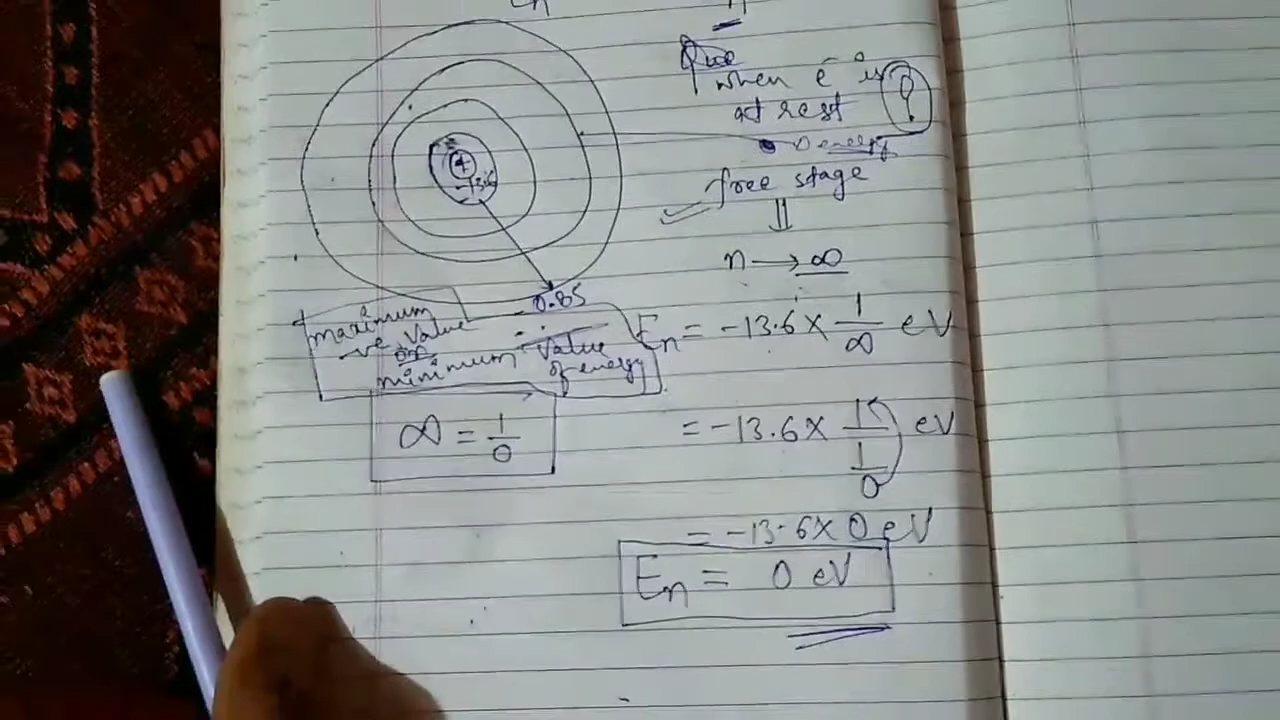 +
-13.6
-0.85
maximum
-ve value
or
minimum value
of energy
∞ = 1/0
Que
when e⁻ is
at rest
0 energy
free stage
⇓
n → ∞
En = -13.6 × 1/∞ eV
= -13.6 × 1/(1/0) eV
= -13.6 × 0 eV
En = 0 eV